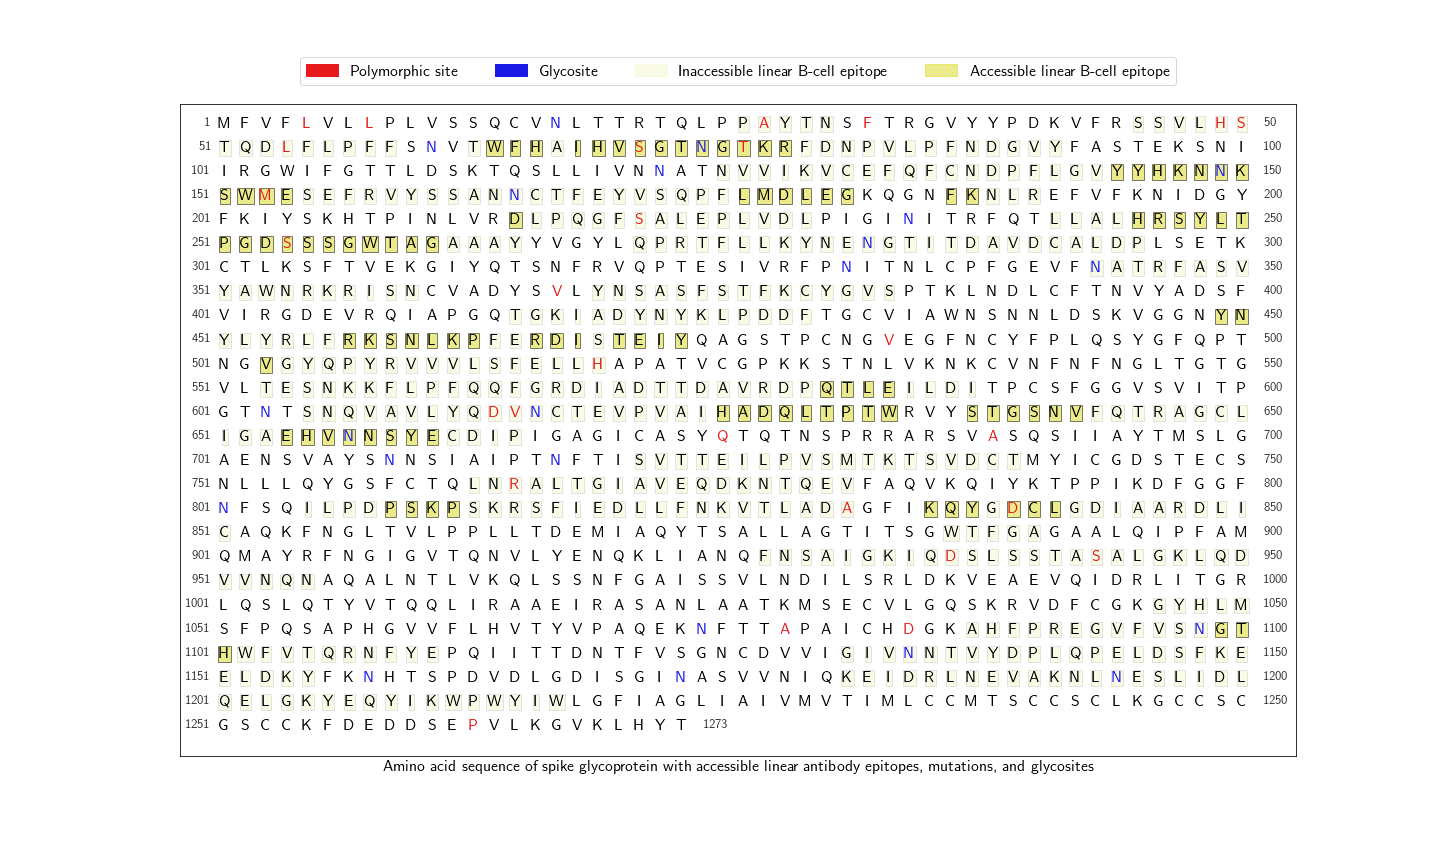 Polymorphic site Glycosite Inaccessible linear B-cell epitope Accessible linear B-cell epitope
1 M F V F L V L L P L V S S Q C V N L T T R T Q L P P A Y T N S F T R G V Y Y P D K V F R S S V L H S 50
51 T Q D L F L P F F S N V T W F H A I H V S G T N G T K R F D N P V L P F N D G V Y F A S T E K S N I 100
101 I R G W I F G T T L D S K T Q S L L I V N N A T N V V I K V C E F Q F C N D P F L G V Y Y H K N N K 150
151 S W M E S E F R V Y S S A N N C T F E Y V S Q P F L M D L E G K Q G N F K N L R E F V F K N I D G Y 200
201 F K I Y S K H T P I N L V R D L P Q G F S A L E P L V D L P I G I N I T R F Q T L L A L H R S Y L T 250
251 P G D S S S G W T A G A A A Y Y V G Y L Q P R T F L L K Y N E N G T I T D A V D C A L D P L S E T K 300
301 C T L K S F T V E K G I Y Q T S N F R V Q P T E S I V R F P N I T N L C P F G E V F N A T R F A S V 350
351 Y A W N R K R I S N C V A D Y S V L Y N S A S F S T F K C Y G V S P T K L N D L C F T N V Y A D S F 400
401 V I R G D E V R Q I A P G Q T G K I A D Y N Y K L P D D F T G C V I A W N S N N L D S K V G G N Y N 450
451 Y L Y R L F R K S N L K P F E R D I S T E I Y Q A G S T P C N G V E G F N C Y F P L Q S Y G F Q P T 500
501 N G V G Y Q P Y R V V V L S F E L L H A P A T V C G P K K S T N L V K N K C V N F N F N G L T G T G 550
551 V L T E S N K K F L P F Q Q F G R D I A D T T D A V R D P Q T L E I L D I T P C S F G G V S V I T P 600
601 G T N T S N Q V A V L Y Q D V N C T E V P V A I H A D Q L T P T W R V Y S T G S N V F Q T R A G C L 650
651 I G A E H V N N S Y E C D I P I G A G I C A S Y Q T Q T N S P R R A R S V A S Q S I I A Y T M S L G 700
701 A E N S V A Y S N N S I A I P T N F T I S V T T E I L P V S M T K T S V D C T M Y I C G D S T E C S 750
751 N L L L Q Y G S F C T Q L N R A L T G I A V E Q D K N T Q E V F A Q V K Q I Y K T P P I K D F G G F 800
801 N F S Q I L P D P S K P S K R S F I E D L L F N K V T L A D A G F I K Q Y G D C L G D I A A R D L I 850
851 C A Q K F N G L T V L P P L L T D E M I A Q Y T S A L L A G T I T S G W T F G A G A A L Q I P F A M 900
901 Q M A Y R F N G I G V T Q N V L Y E N Q K L I A N Q F N S A I G K I Q D S L S S T A S A L G K L Q D 950
951 V V N Q N A Q A L N T L V K Q L S S N F G A I S S V L N D I L S R L D K V E A E V Q I D R L I T G R 1000
1001 L Q S L Q T Y V T Q Q L I R A A E I R A S A N L A A T K M S E C V L G Q S K R V D F C G K G Y H L M 1050
1051 S F P Q S A P H G V V F L H V T Y V P A Q E K N F T T A P A I C H D G K A H F P R E G V F V S N G T 1100
1101 H W F V T Q R N F Y E P Q I I T T D N T F V S G N C D V V I G I V N N T V Y D P L Q P E L D S F K E 1150
1151 E L D K Y F K N H T S P D V D L G D I S G I N A S V V N I Q K E I D R L N E V A K N L N E S L I D L 1200
1201 Q E L G K Y E Q Y I K W P W Y I W L G F I A G L I A I V M V T I M L C C M T S C C S C L K G C C S C 1250
1251 G S C C K F D E D D S E P V L K G V K L H Y T 1273
Amino acid sequence of spike glycoprotein with accessible linear antibody epitopes, mutations, and glycosites